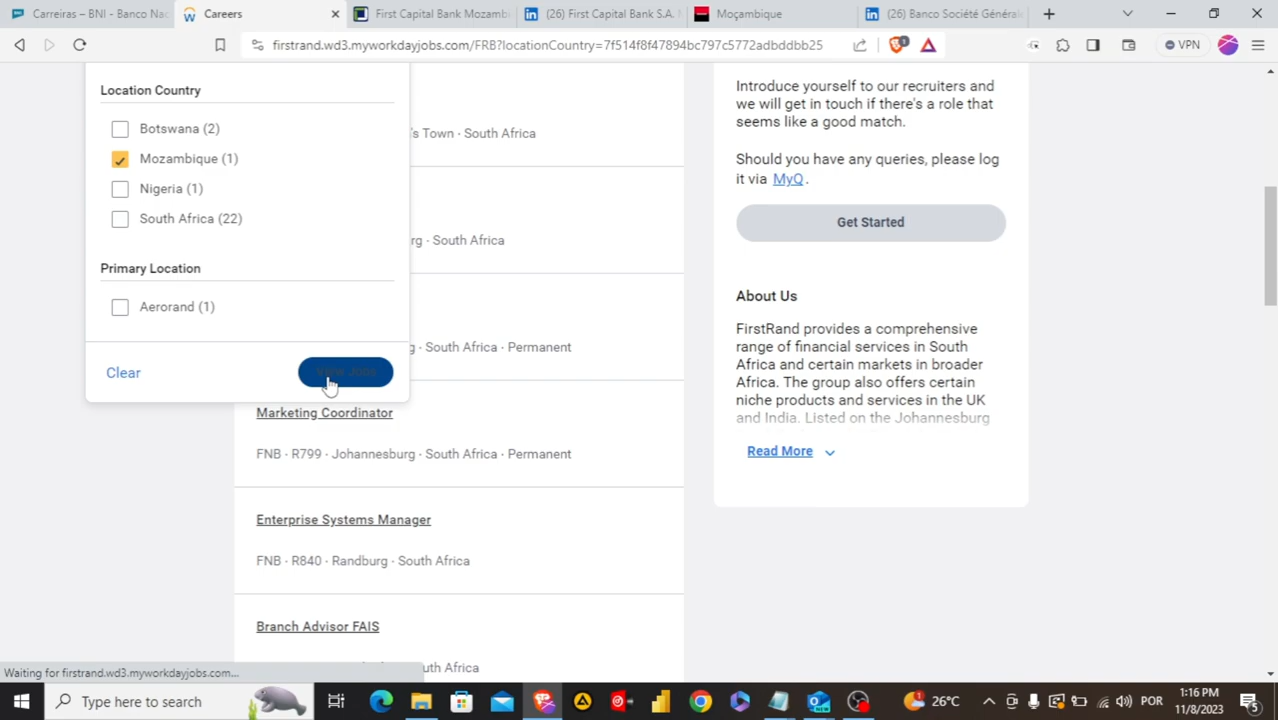 Carreiras – BNI - Banco Nac
Careers
First Capital Bank Mozamb
(26) First Capital Bank S.A. M
Moçambique
(26) Banco Société Générale
firstrand.wd3.myworkdayjobs.com/FRB?locationCountry=7f514f8f47894bc797c5772adbddbb25
VPN
Location Country
Botswana (2)
Mozambique (1)
Nigeria (1)
South Africa (22)
Primary Location
Aerorand (1)
Clear
View Jobs
's Town · South Africa
rg · South Africa
g · South Africa · Permanent
Marketing Coordinator
FNB · R799 · Johannesburg · South Africa · Permanent
Enterprise Systems Manager
FNB · R840 · Randburg · South Africa
Branch Advisor FAIS
uth Africa
Introduce yourself to our recruiters and
we will get in touch if there's a role that
seems like a good match.
Should you have any queries, please log
it via MyQ .
Get Started
About Us
FirstRand provides a comprehensive
range of financial services in South
Africa and certain markets in broader
Africa. The group also offers certain
niche products and services in the UK
and India. Listed on the Johannesburg
Read More
Waiting for firstrand.wd3.myworkdayjobs.com...
Type here to search
26°C
POR
1:16 PM
11/8/2023
5